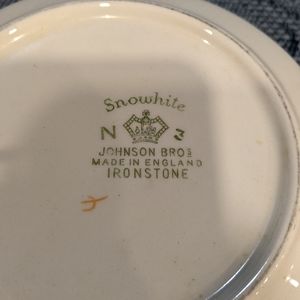 Snowhite
N 3
JOHNSON BROS
MADE IN ENGLAND
IRONSTONE